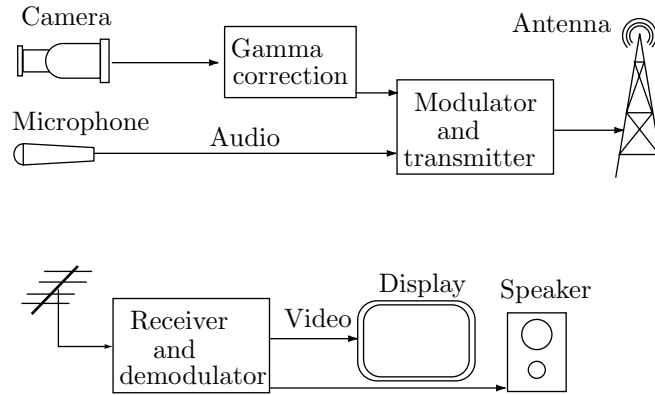 Camera
Antenna
Gamma
correction
Modulator
and
transmitter
Microphone
Audio
Display
Speaker
Receiver
and
demodulator
Video